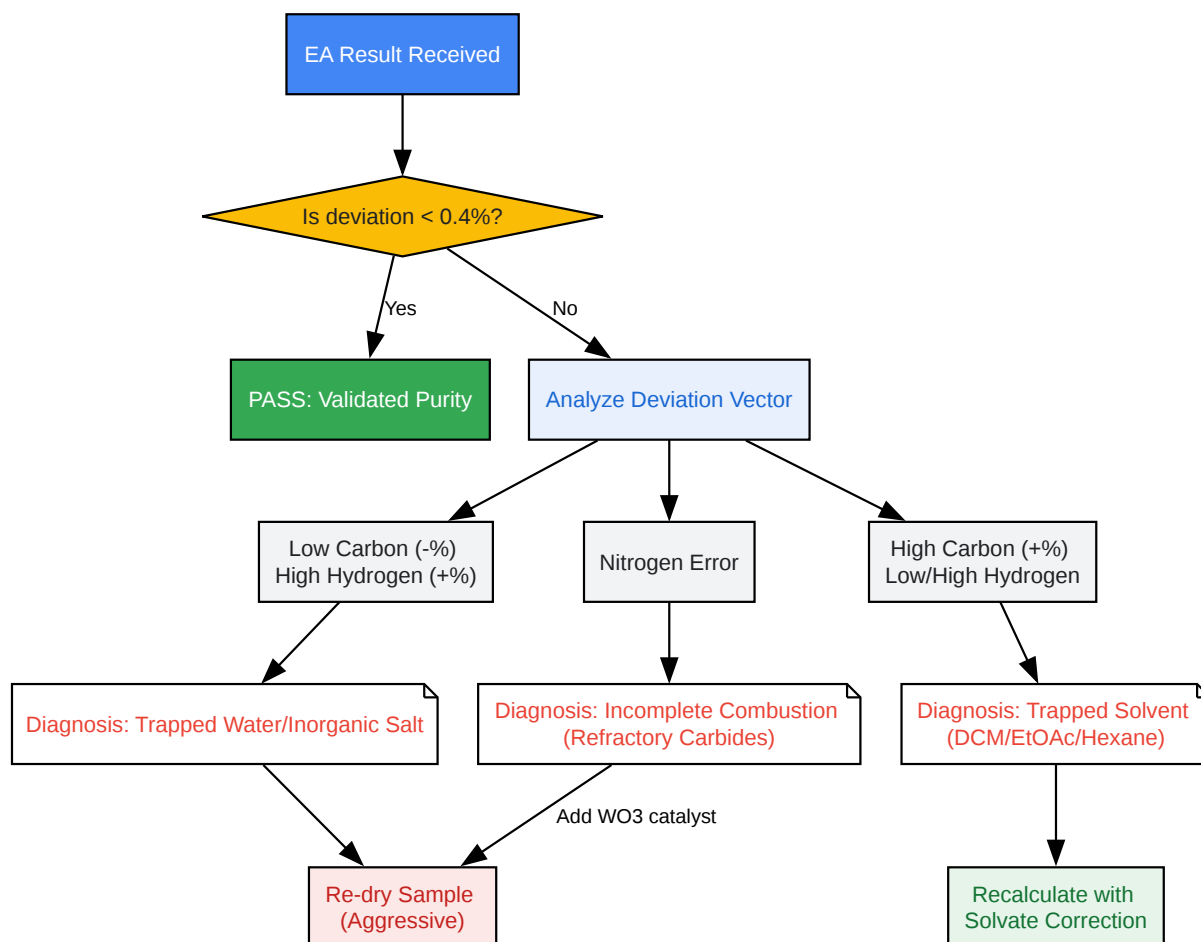 EA Result Received
Is deviation < 0.4%?
Yes
No
PASS: Validated Purity
Analyze Deviation Vector
Low Carbon (-%)
High Hydrogen (+%)
Nitrogen Error
High Carbon (+%)
Low/High Hydrogen
Diagnosis: Trapped Water/Inorganic Salt
Diagnosis: Incomplete Combustion
(Refractory Carbides)
Diagnosis: Trapped Solvent
(DCM/EtOAc/Hexane)
Add WO3 catalyst
Re-dry Sample
(Aggressive)
Recalculate with
Solvate Correction